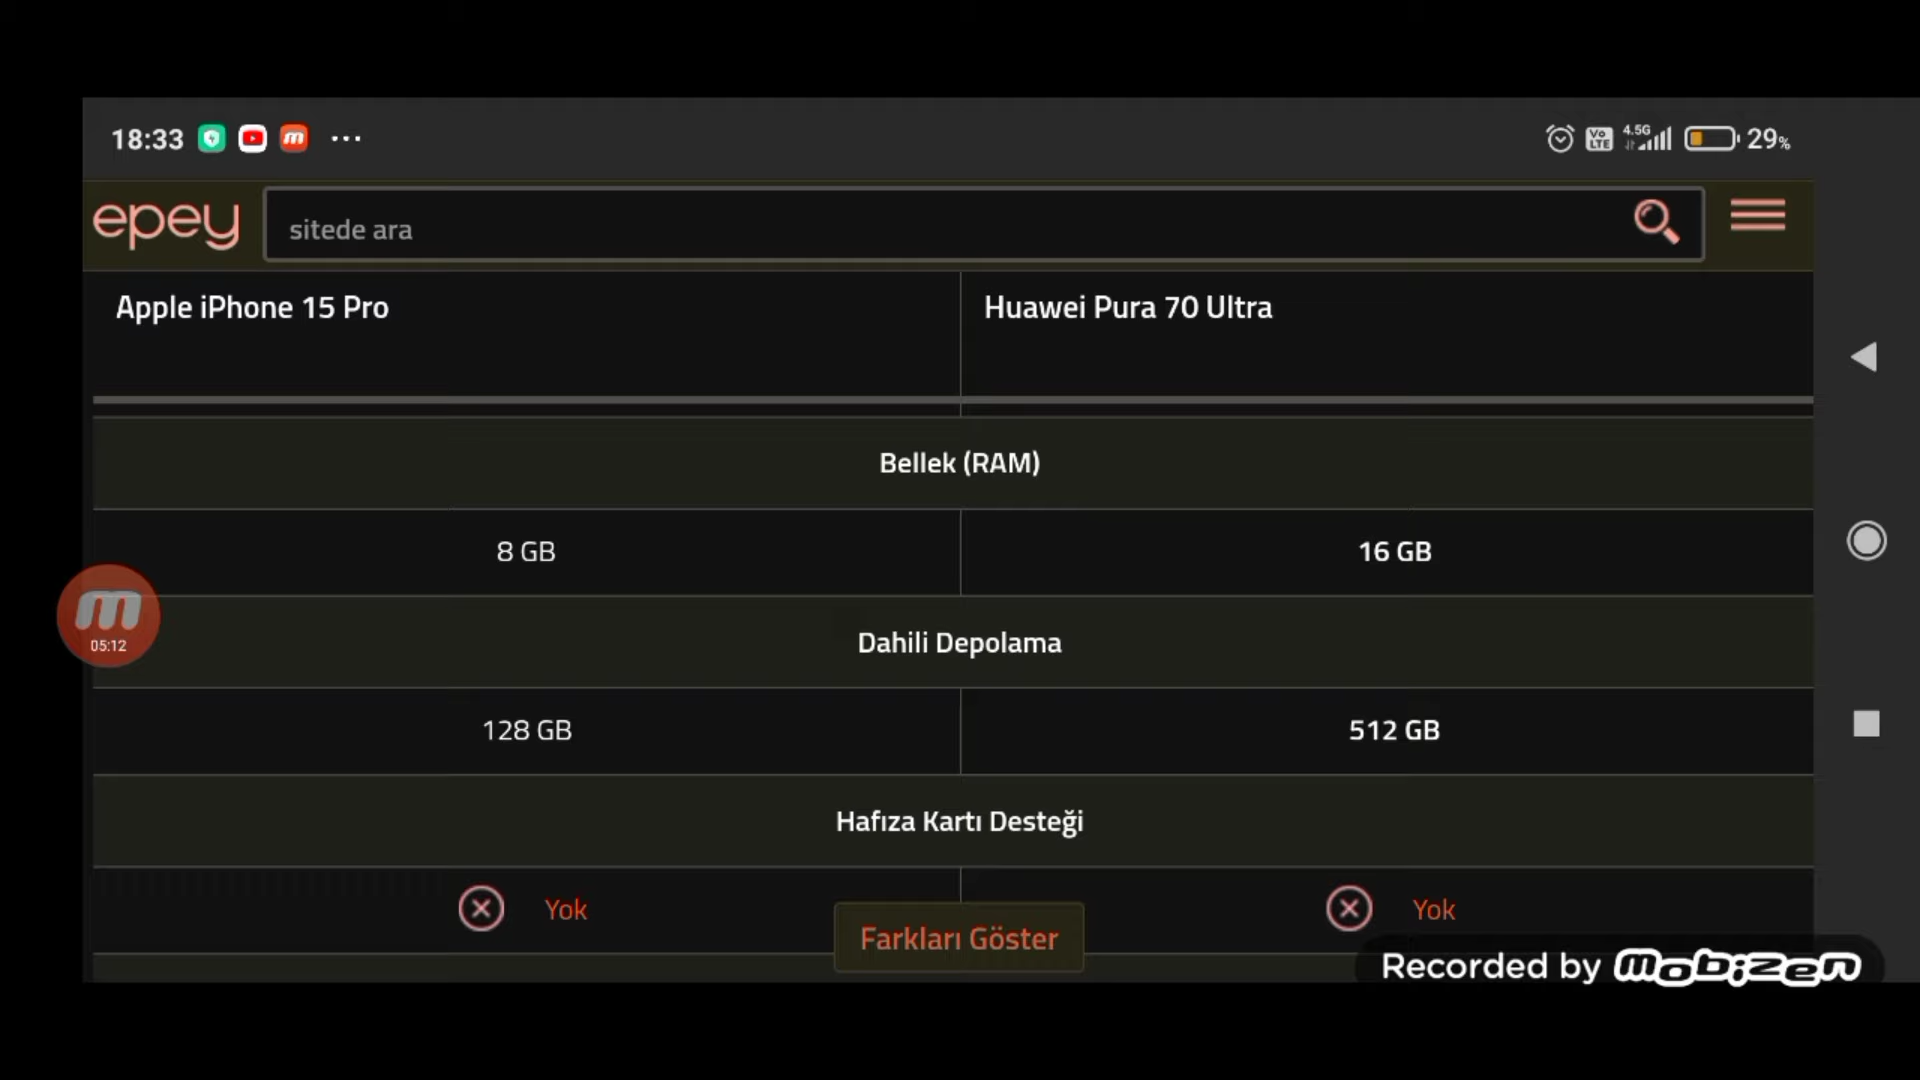 18:33 ... Vo LTE 4.5G 29%
epey sitede ara
Apple iPhone 15 Pro Huawei Pura 70 Ultra
Bellek (RAM)
8 GB 16 GB
05:12
Dahili Depolama
128 GB 512 GB
Hafıza Kartı Desteği
Yok Yok
Farkları Göster
Recorded by mobizen